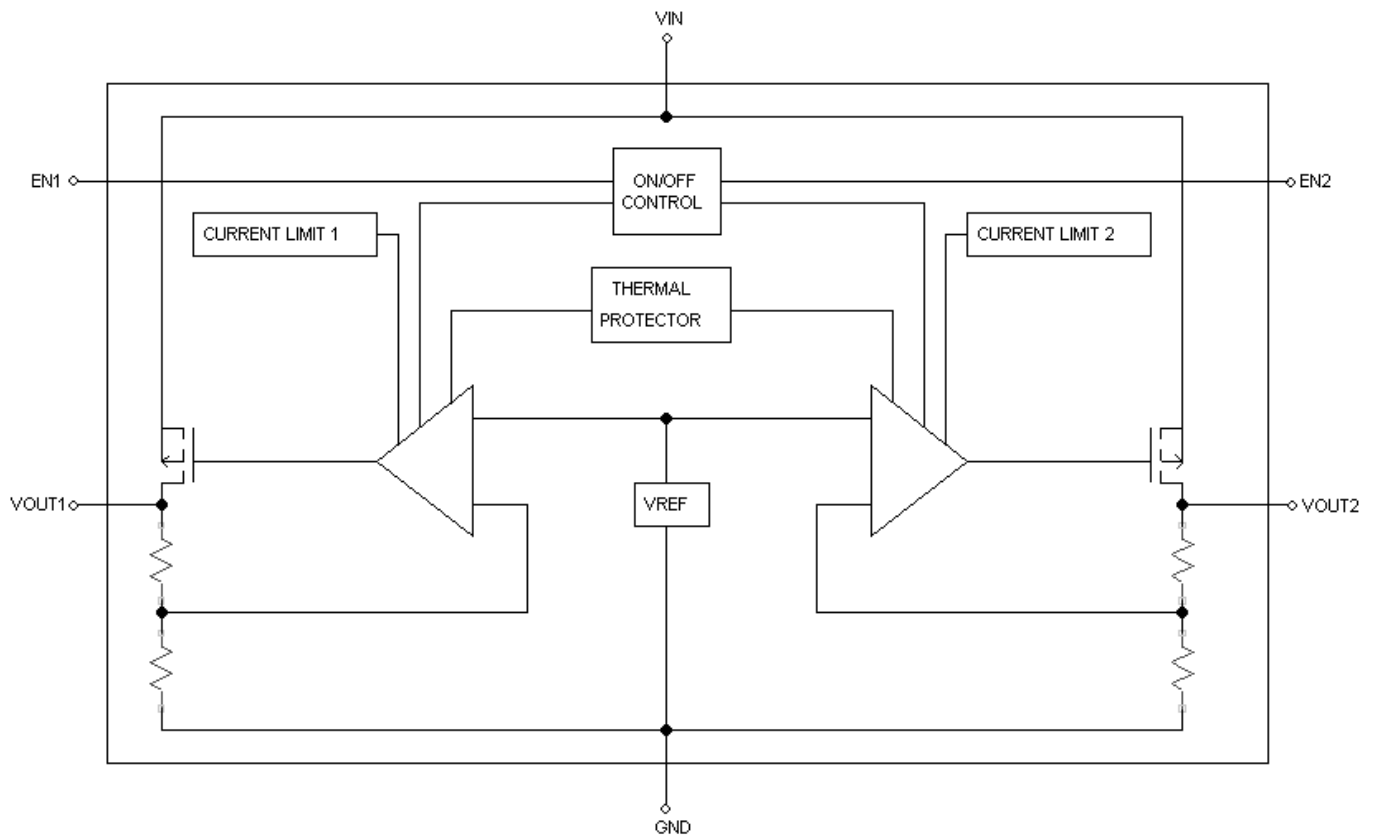 VIN
EN1
ON/OFF
CONTROL
EN2
CURRENT LIMIT 1
CURRENT LIMIT 2
THERMAL
PROTECTOR
VOUT1
VREF
VOUT2
GND